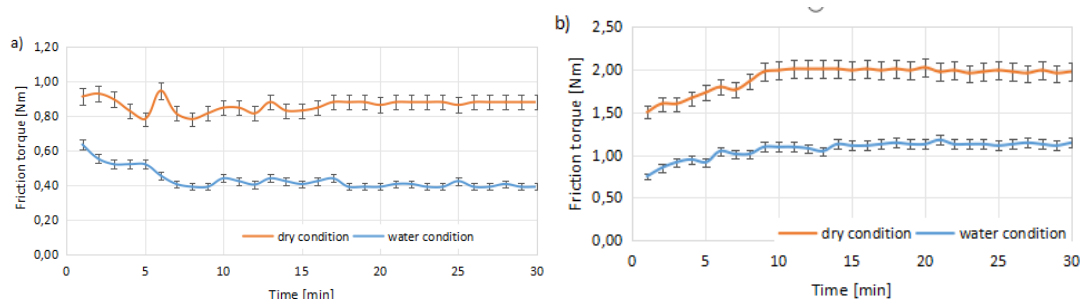 a)
Friction torque [Nm]
1,20
1,00
0,80
0,60
0,40
0,20
0,00
0 5 10 15 20 25 30
Time [min]
dry condition water condition
b)
Friction torque [Nm]
2,50
2,00
1,50
1,00
0,50
0,00
0 5 10 15 20 25 30
Time [min]
dry condition water condition